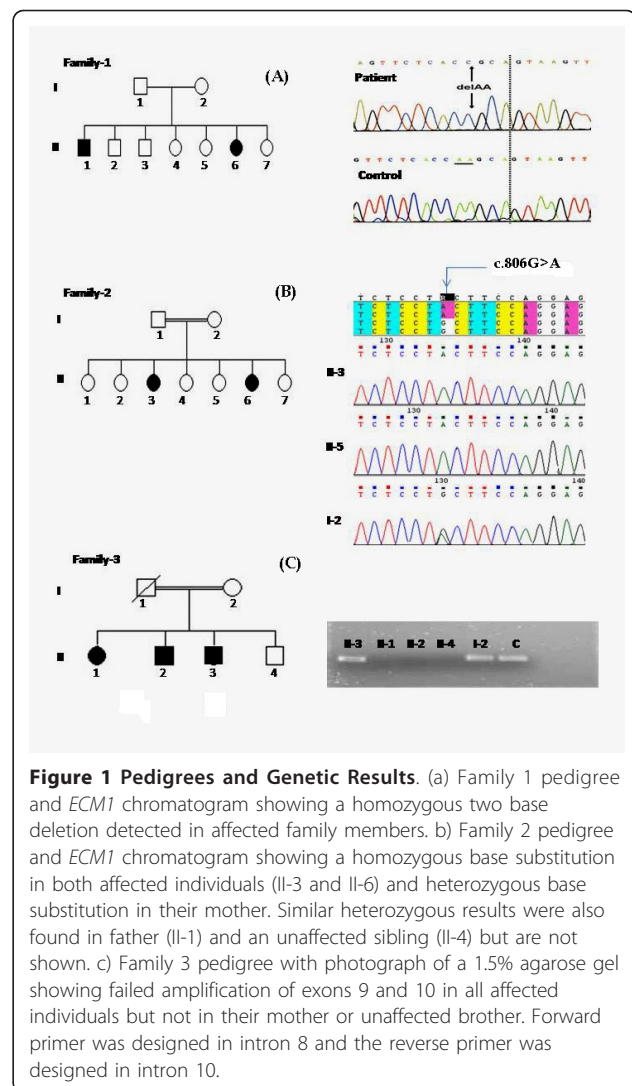 Family-1
(A)
I
1 2
II
1 2 3 4 5 6 7
A G T T C T C A C C G C A G T A A G T T
Patient
delAA
G T T C T C A C C A A G C A G T A A G T T
Control
Family-2
(B)
I
1 2
II
1 2 3 4 5 6 7
c.806G>A
130 140
T C T C C T A C T T C C A G G A G
II-3
130 140
T C T C C T A C T T C C A G G A G
II-5
130 140
T C T C C T G C T T C C A G G A G
I-2
Family-3
(C)
I
1 2
II
1 2 3 4
II-3 II-1 II-2 II-4 I-2 C
Figure 1 Pedigrees and Genetic Results. (a) Family 1 pedigree
and ECM1 chromatogram showing a homozygous two base
deletion detected in affected family members. b) Family 2 pedigree
and ECM1 chromatogram showing a homozygous base substitution
in both affected individuals (II-3 and II-6) and heterozygous base
substitution in their mother. Similar heterozygous results were also
found in father (II-1) and an unaffected sibling (II-4) but are not
shown. c) Family 3 pedigree with photograph of a 1.5% agarose gel
showing failed amplification of exons 9 and 10 in all affected
individuals but not in their mother or unaffected brother. Forward
primer was designed in intron 8 and the reverse primer was
designed in intron 10.